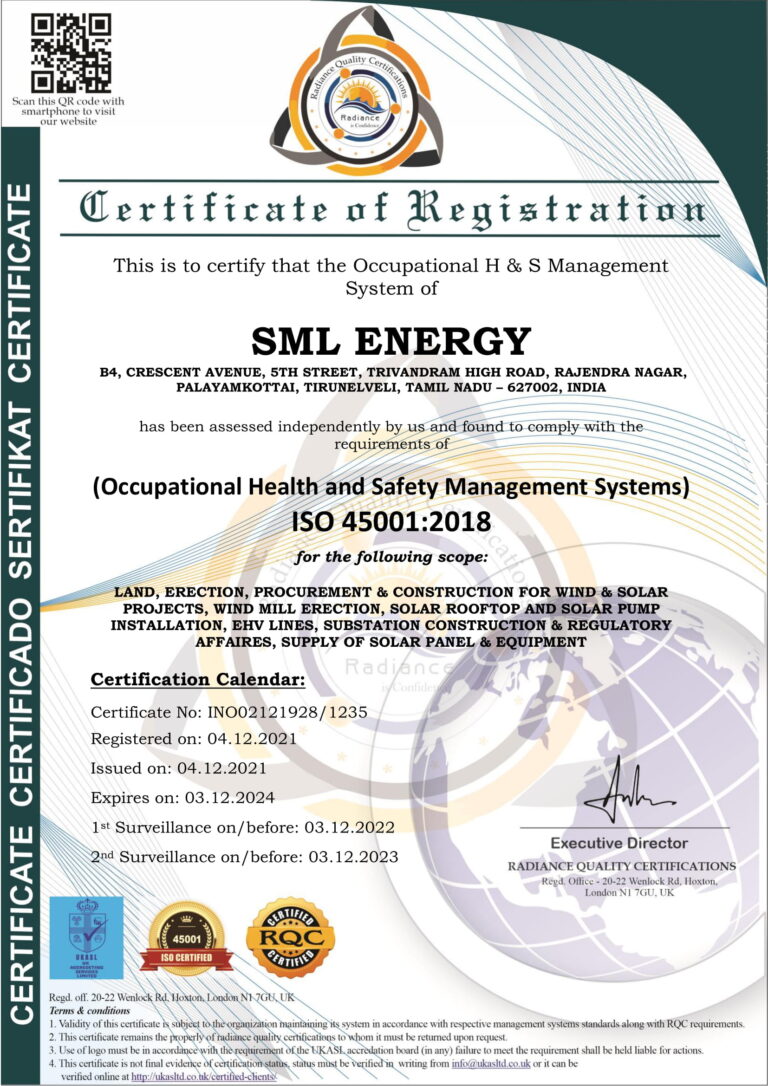 Scan this QR code with
smartphone to visit
our website
Radiance Quality Certifications
Radiance
in Confidence
Certificate of Registration
This is to certify that the Occupational H & S Management
System of
SML ENERGY
B4, CRESCENT AVENUE, 5TH STREET, TRIVANDRAM HIGH ROAD, RAJENDRA NAGAR,
PALAYAMKOTTAI, TIRUNELVELI, TAMIL NADU – 627002, INDIA
has been assessed independently by us and found to comply with the
requirements of
(Occupational Health and Safety Management Systems)
ISO 45001:2018
for the following scope:
LAND, ERECTION, PROCUREMENT & CONSTRUCTION FOR WIND & SOLAR
PROJECTS, WIND MILL ERECTION, SOLAR ROOFTOP AND SOLAR PUMP
INSTALLATION, EHV LINES, SUBSTATION CONSTRUCTION & REGULATORY
AFFAIRES, SUPPLY OF SOLAR PANEL & EQUIPMENT
Radiance
in Confidence
Certification Calendar:
Certificate No: INO02121928/1235
Registered on: 04.12.2021
Issued on: 04.12.2021
Expires on: 03.12.2024
1st Surveillance on/before: 03.12.2022
2nd Surveillance on/before: 03.12.2023
Executive Director
RADIANCE QUALITY CERTIFICATIONS
Regd. Office - 20-22 Wenlock Rd, Hoxton,
London N1 7GU, UK
CERTIFICATE CERTIFICADO SERTIFIKAT CERTIFICATE
UKASL
UK
ACCREDITING
SERVICES
LIMITED
45001
ISO CERTIFIED
CERTIFIED
RQC
CERTIFIED
Regd. off. 20-22 Wenlock Rd, Hoxton, London N1 7GU, UK
Terms & conditions
1. Validity of this certificate is subject to the organization maintaining its system in accordance with respective management systems standards along with RQC requirements.
2. This certificate remains the properly of radiance quality certifications to whom it must be returned upon request.
3. Use of logo must be in accordance with the requirement of the UKASL accredation board (in any) failure to meet the requirement shall be held liable for actions.
4. This certificate is not final evidence of certification status, status must be verified in writing from info@ukasltd.co.uk or it can be
verified online at http://ukasltd.co.uk/certified-clients/.